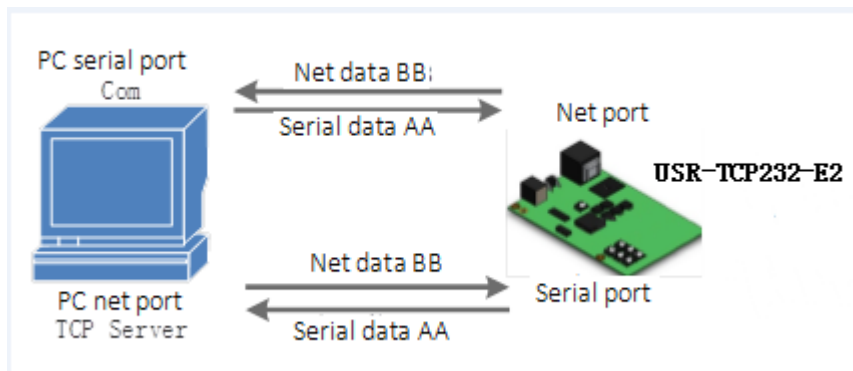 PC serial port
Com
Net data BB:
Serial data AA
Net port
USR-TCP232-E2
Net data BB
Serial port
PC net port
TCP Server
Serial data AA